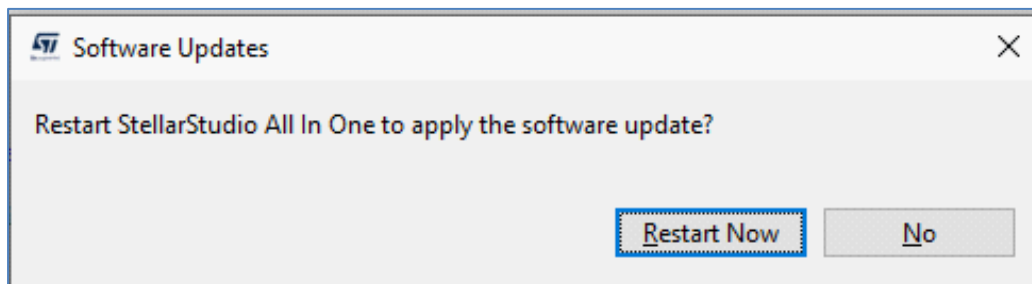 Software Updates
Restart StellarStudio All In One to apply the software update?
Restart Now
No